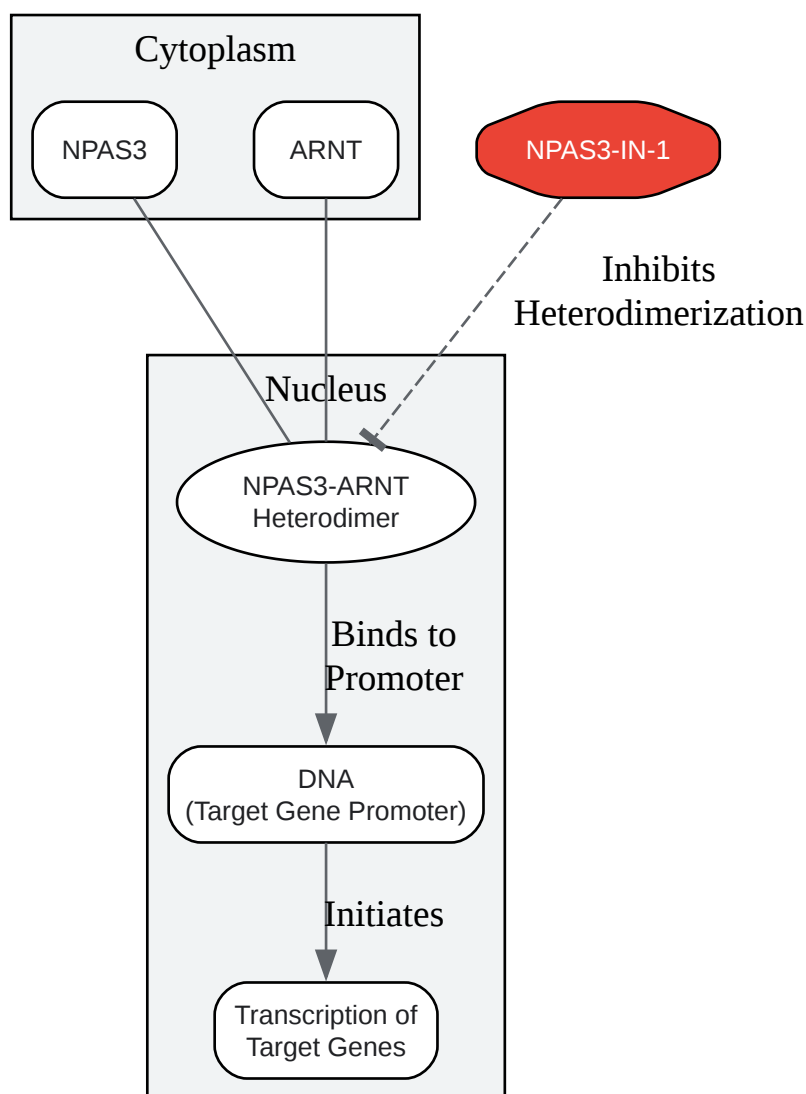 Cytoplasm
NPAS3
ARNT
NPAS3-IN-1
Inhibits
Heterodimerization
Nucleus
NPAS3-ARNT
Heterodimer
Binds to
Promoter
DNA
(Target Gene Promoter)
Initiates
Transcription of
Target Genes